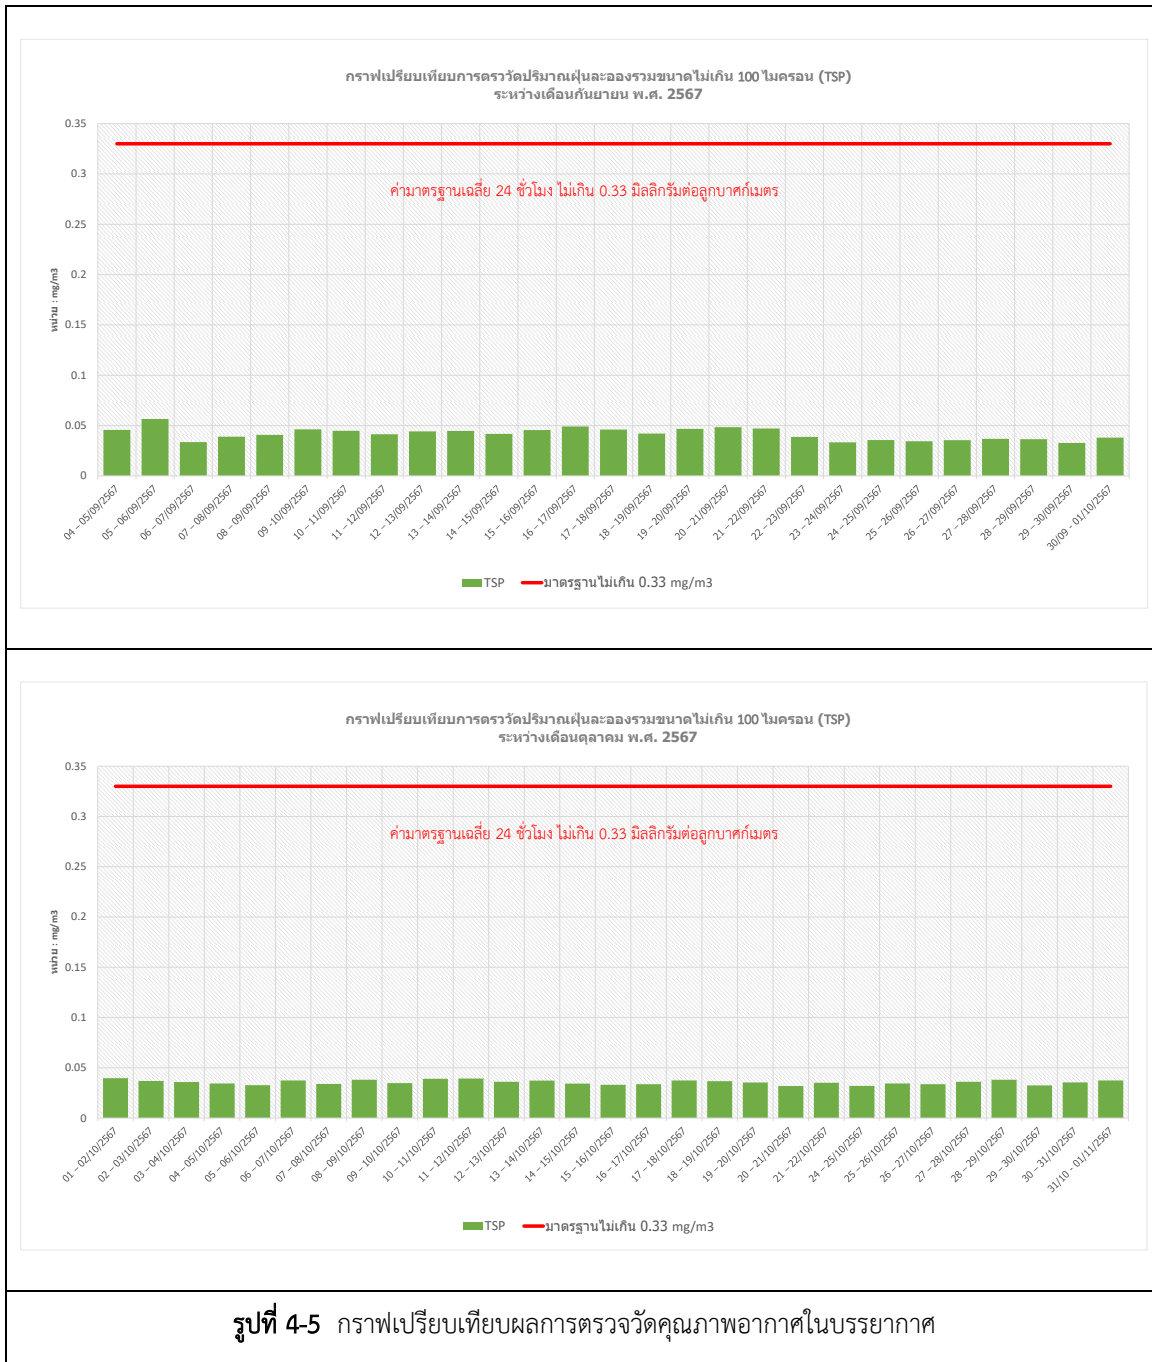 กราฟเปรียบเทียบการตรววัดปริมาณฝุ่นละอองรวมขนาดไม่เกิน 100 ไมครอน (TSP)
ระหว่างเดือนกันยายน พ.ศ. 2567
0.35
0.3
0.25
0.2
0.15
0.1
0.05
0
หน่วย : mg/m3
ค่ามาตรฐานเฉลี่ย 24 ชั่วโมง ไม่เกิน 0.33 มิลลิกรัมต่อลูกบาศก์เมตร
04 – 05/09/2567
05 – 06/09/2567
06 – 07/09/2567
07 – 08/09/2567
08 – 09/09/2567
09 -10/09/2567
10 – 11/09/2567
11 – 12/09/2567
12 – 13/09/2567
13 – 14/09/2567
14 – 15/09/2567
15 – 16/09/2567
16 – 17/09/2567
17 – 18/09/2567
18 – 19/09/2567
19 – 20/09/2567
20 – 21/09/2567
21 – 22/09/2567
22 – 23/09/2567
23 – 24/09/2567
24 – 25/09/2567
25 – 26/09/2567
26 – 27/09/2567
27 – 28/09/2567
28 – 29/09/2567
29 – 30/09/2567
30/09 - 01/10/2567
TSP
มาตรฐานไม่เกิน 0.33 mg/m3
กราฟเปรียบเทียบการตรววัดปริมาณฝุ่นละอองรวมขนาดไม่เกิน 100 ไมครอน (TSP)
ระหว่างเดือนตุลาคม พ.ศ. 2567
0.35
0.3
0.25
0.2
0.15
0.1
0.05
0
หน่วย : mg/m3
ค่ามาตรฐานเฉลี่ย 24 ชั่วโมง ไม่เกิน 0.33 มิลลิกรัมต่อลูกบาศก์เมตร
01 – 02/10/2567
02 – 03/10/2567
03 – 04/10/2567
04 – 05/10/2567
05 – 06/10/2567
06 – 07/10/2567
07 – 08/10/2567
08 – 09/10/2567
09 – 10/10/2567
10 – 11/10/2567
11 – 12/10/2567
12 – 13/10/2567
13 – 14/10/2567
14 – 15/10/2567
15 – 16/10/2567
16 – 17/10/2567
17 – 18/10/2567
18 – 19/10/2567
19 – 20/10/2567
20 – 21/10/2567
21 – 22/10/2567
24 – 25/10/2567
25 – 26/10/2567
26 – 27/10/2567
27 – 28/10/2567
28 – 29/10/2567
29 – 30/10/2567
30 – 31/10/2567
31/10 - 01/11/2567
TSP
มาตรฐานไม่เกิน 0.33 mg/m3
รูปที่ 4-5 กราฟเปรียบเทียบผลการตรวจวัดคุณภาพอากาศในบรรยากาศ